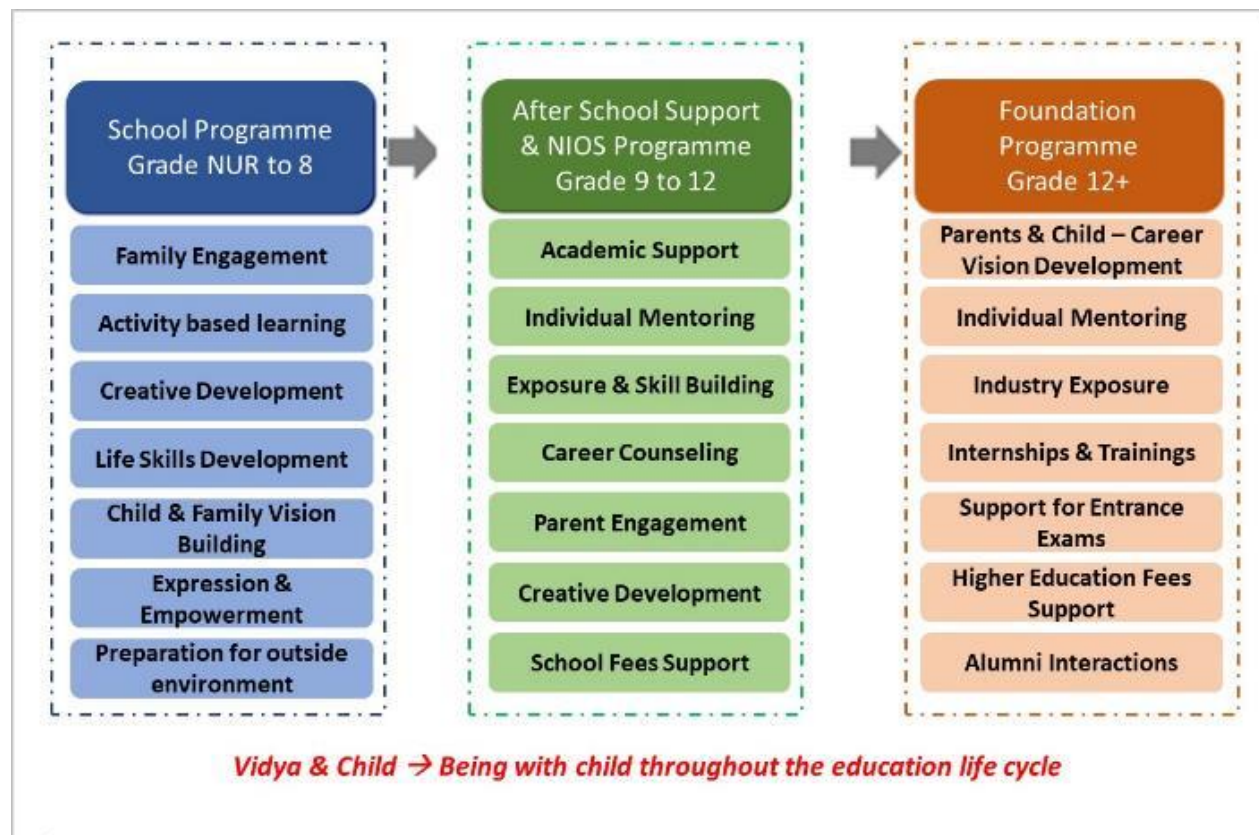 School Programme
Grade NUR to 8
Family Engagement
Activity based learning
Creative Development
Life Skills Development
Child & Family Vision
Building
Expression &
Empowerment
Preparation for outside
environment
After School Support
& NIOS Programme
Grade 9 to 12
Academic Support
Individual Mentoring
Exposure & Skill Building
Career Counseling
Parent Engagement
Creative Development
School Fees Support
Foundation
Programme
Grade 12+
Parents & Child – Career
Vision Development
Individual Mentoring
Industry Exposure
Internships & Trainings
Support for Entrance
Exams
Higher Education Fees
Support
Alumni Interactions
Vidya & Child → Being with child throughout the education life cycle